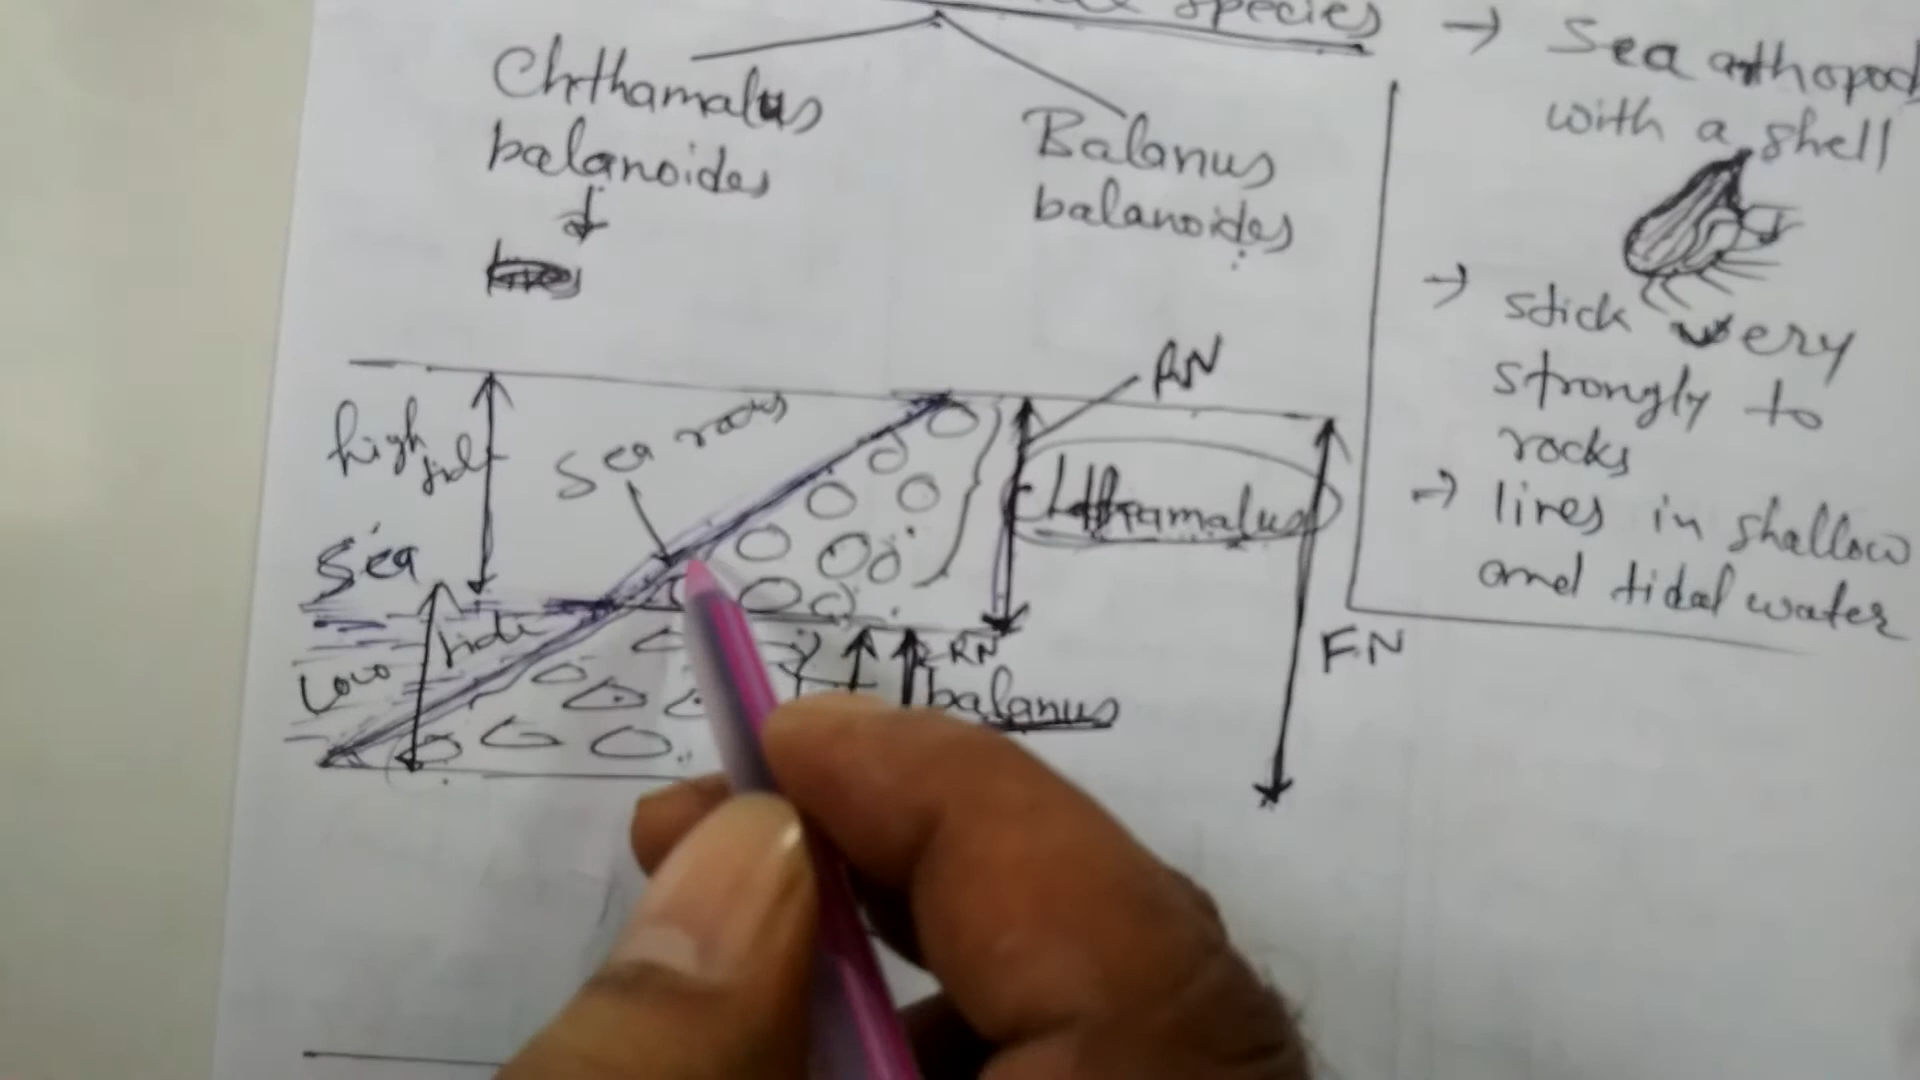 species
→ Sea arthopod
with a shell
Chthamalus
balanoides
Balanus
balanoides
→ stick very
strongly to
rocks
→ lives in shallow
and tidal water
RN
high
tide
Sea rocks
Chthamalus
Sea
Low tide
RN
balanus
FN